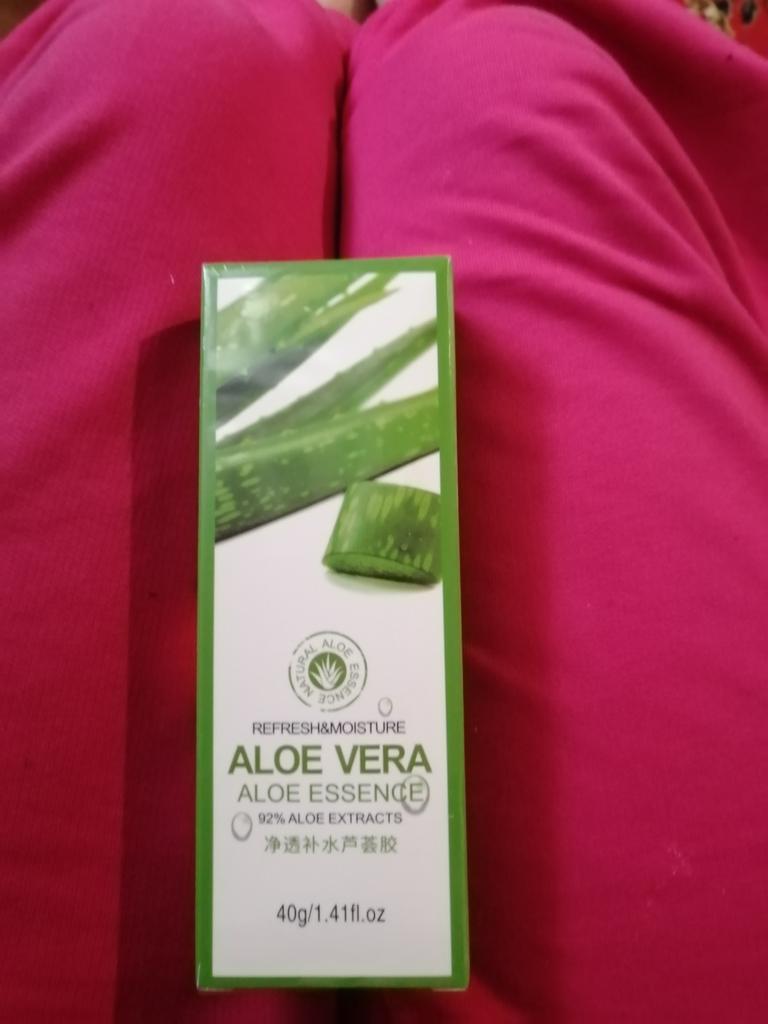 NATURAL ALOE ESSENCE
REFRESH&MOISTURE
ALOE VERA
ALOE ESSENCE
92% ALOE EXTRACTS
净透补水芦荟胶
40g/1.41fl.oz